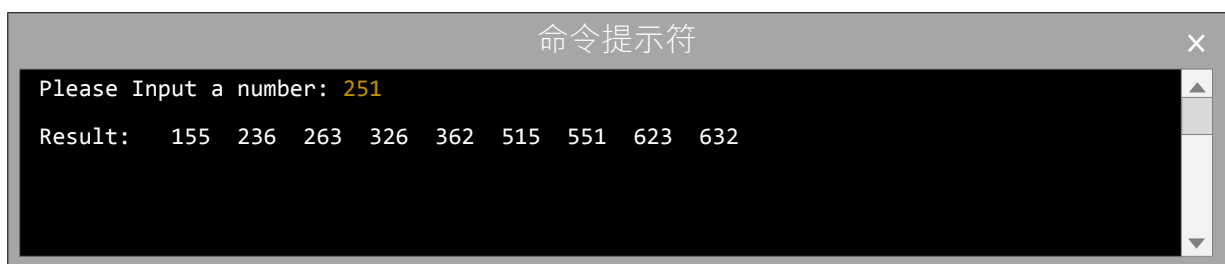 命令提示符
Please Input a number: 251
Result: 155 236 263 326 362 515 551 623 632